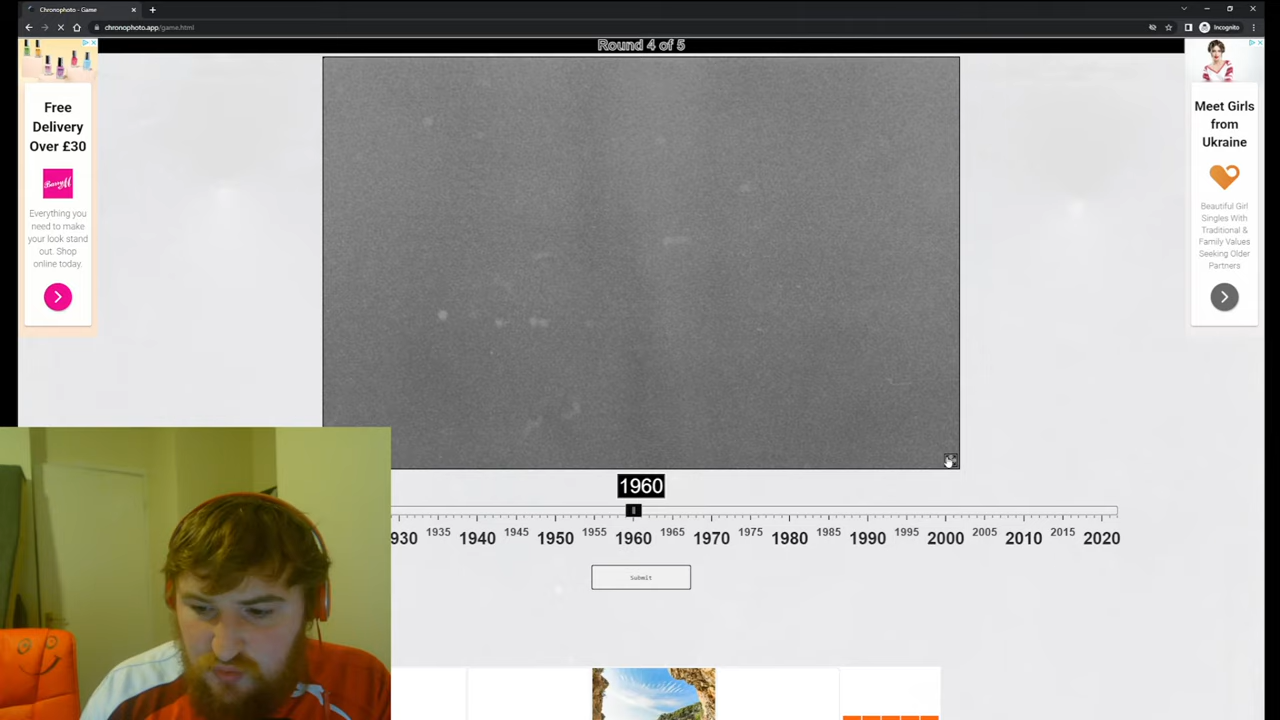 Chronophoto - Game
chronophoto.app/game.html
Incognito
Round 4 of 5
Free
Delivery
Over £30
Barry M
Everything you
need to make
your look stand
out. Shop
online today.
Meet Girls
from
Ukraine
Beautiful Girl
Singles With
Traditional &
Family Values
Seeking Older
Partners
1960
930 1935 1940 1945 1950 1955 1960 1965 1970 1975 1980 1985 1990 1995 2000 2005 2010 2015 2020
Submit